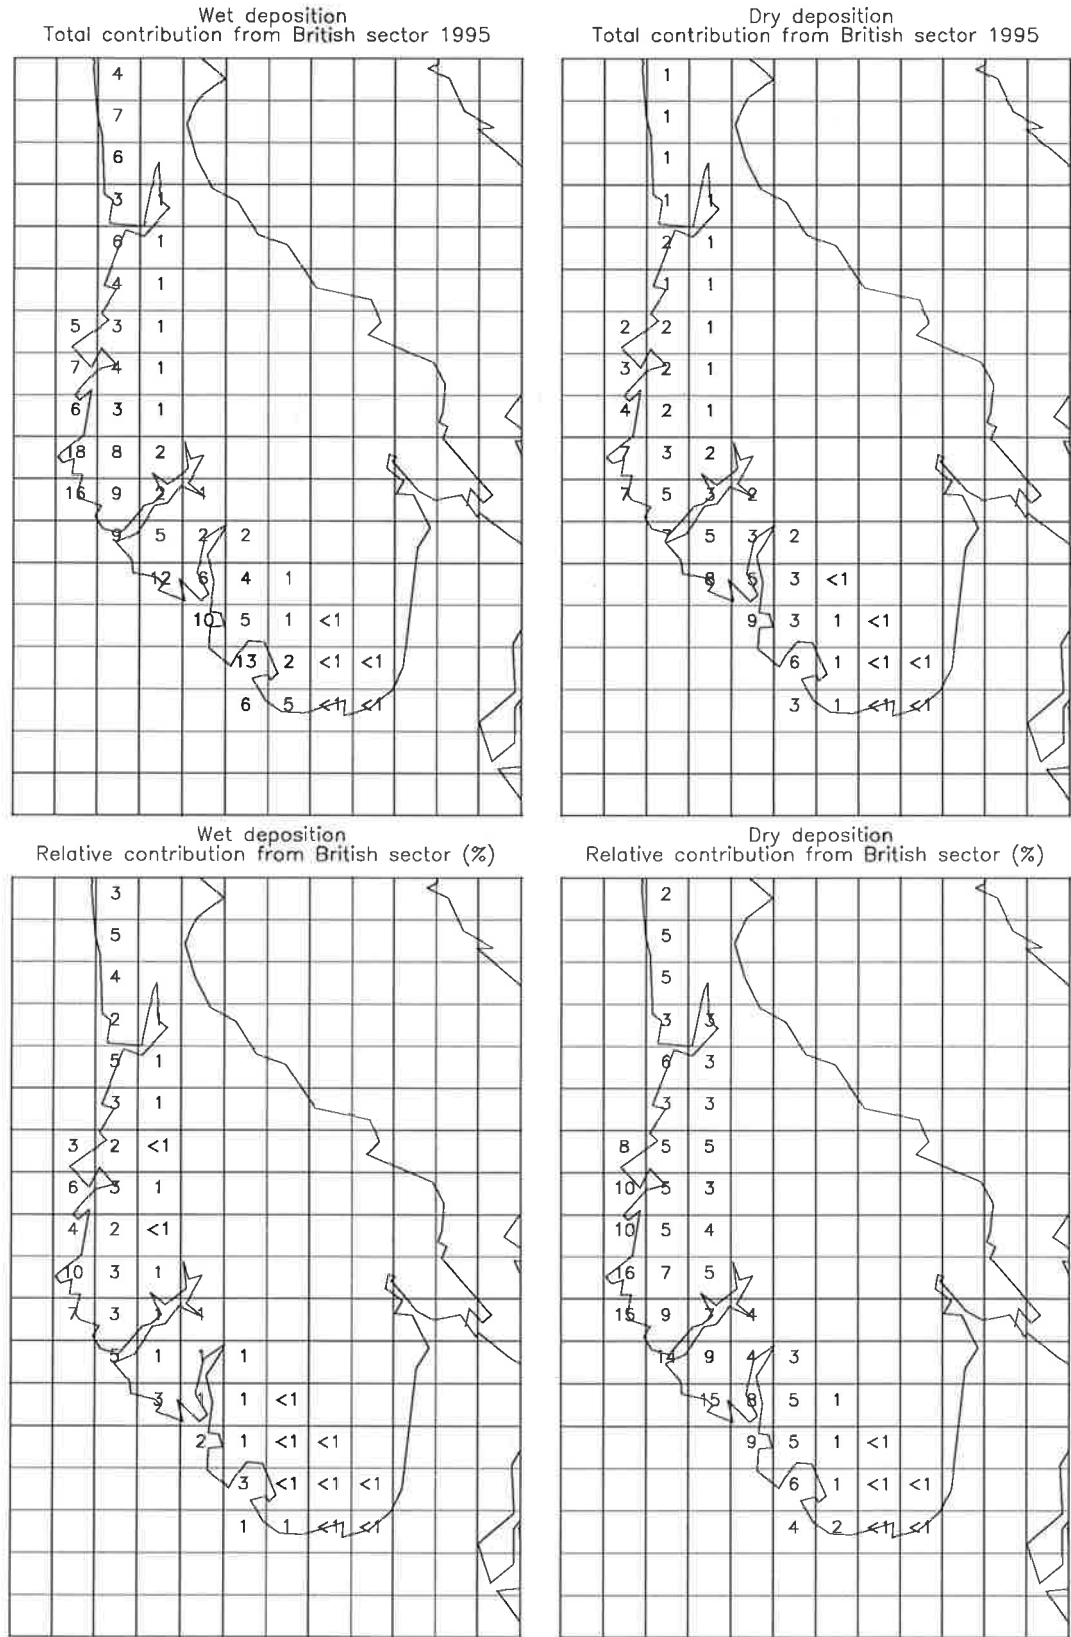 Wet deposition
Total contribution from British sector 1995
4
7
6
3 1
6 1
4 1
5 3 1
7 4 1
6 3 1
18 8 2
16 9 2
9 5 2 2
12 6 4 1
10 5 1 <1
13 2 <1 <1
6 5 <1 <1
Dry deposition
Total contribution from British sector 1995
1
1
1
1 1
2 1
1 1
2 2 1
3 2 1
4 2 1
7 3 2
7 5 3 2
7 5 3 2
8 5 3 <1
9 3 1 <1
6 1 <1 <1
3 1 <1 <1
Wet deposition
Relative contribution from British sector (%)
3
5
4
2
5 1
3 1
3 2 <1
6 3 1
4 2 <1
10 3 1
7 3 1
5 1 1 1
3 1 1 <1
2 1 <1 <1
3 <1 <1 <1
1 1 <1 <1
Dry deposition
Relative contribution from British sector (%)
2
5
5
3 3
6 3
3 3
8 5 5
10 5 3
10 5 4
16 7 5
15 9 7 4
14 9 4 3
15 8 5 1
9 5 1 <1
6 1 <1 <1
4 2 <1 <1